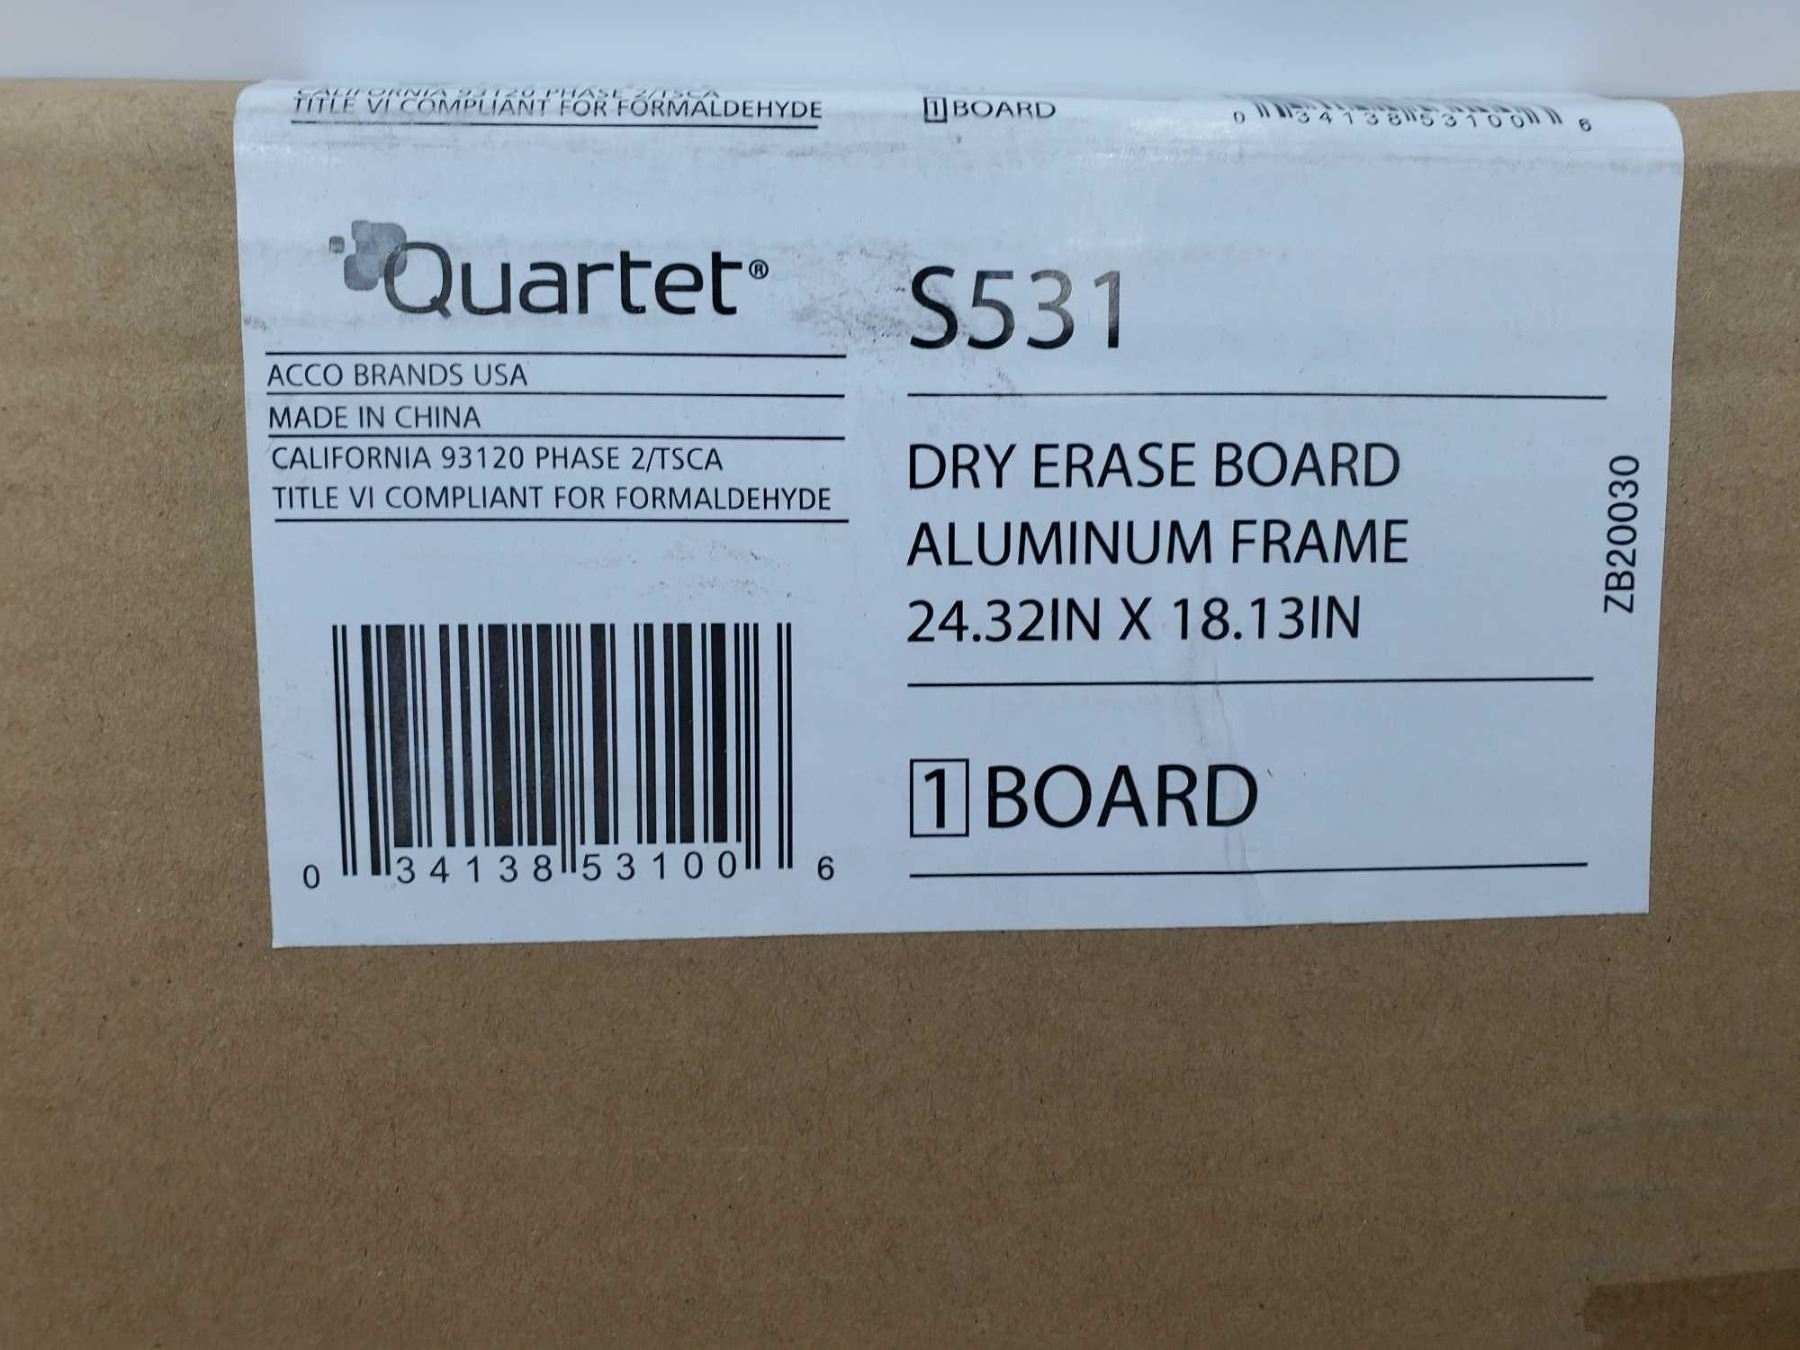 CALIFORNIA 93120 PHASE 2/TSCA
TITLE VI COMPLIANT FOR FORMALDEHYDE
1 BOARD
0 34138 53100 6
Quartet®
ACCO BRANDS USA
MADE IN CHINA
CALIFORNIA 93120 PHASE 2/TSCA
TITLE VI COMPLIANT FOR FORMALDEHYDE
0 34138 53100 6
S531
DRY ERASE BOARD
ALUMINUM FRAME
24.32IN X 18.13IN
1 BOARD
ZB20030